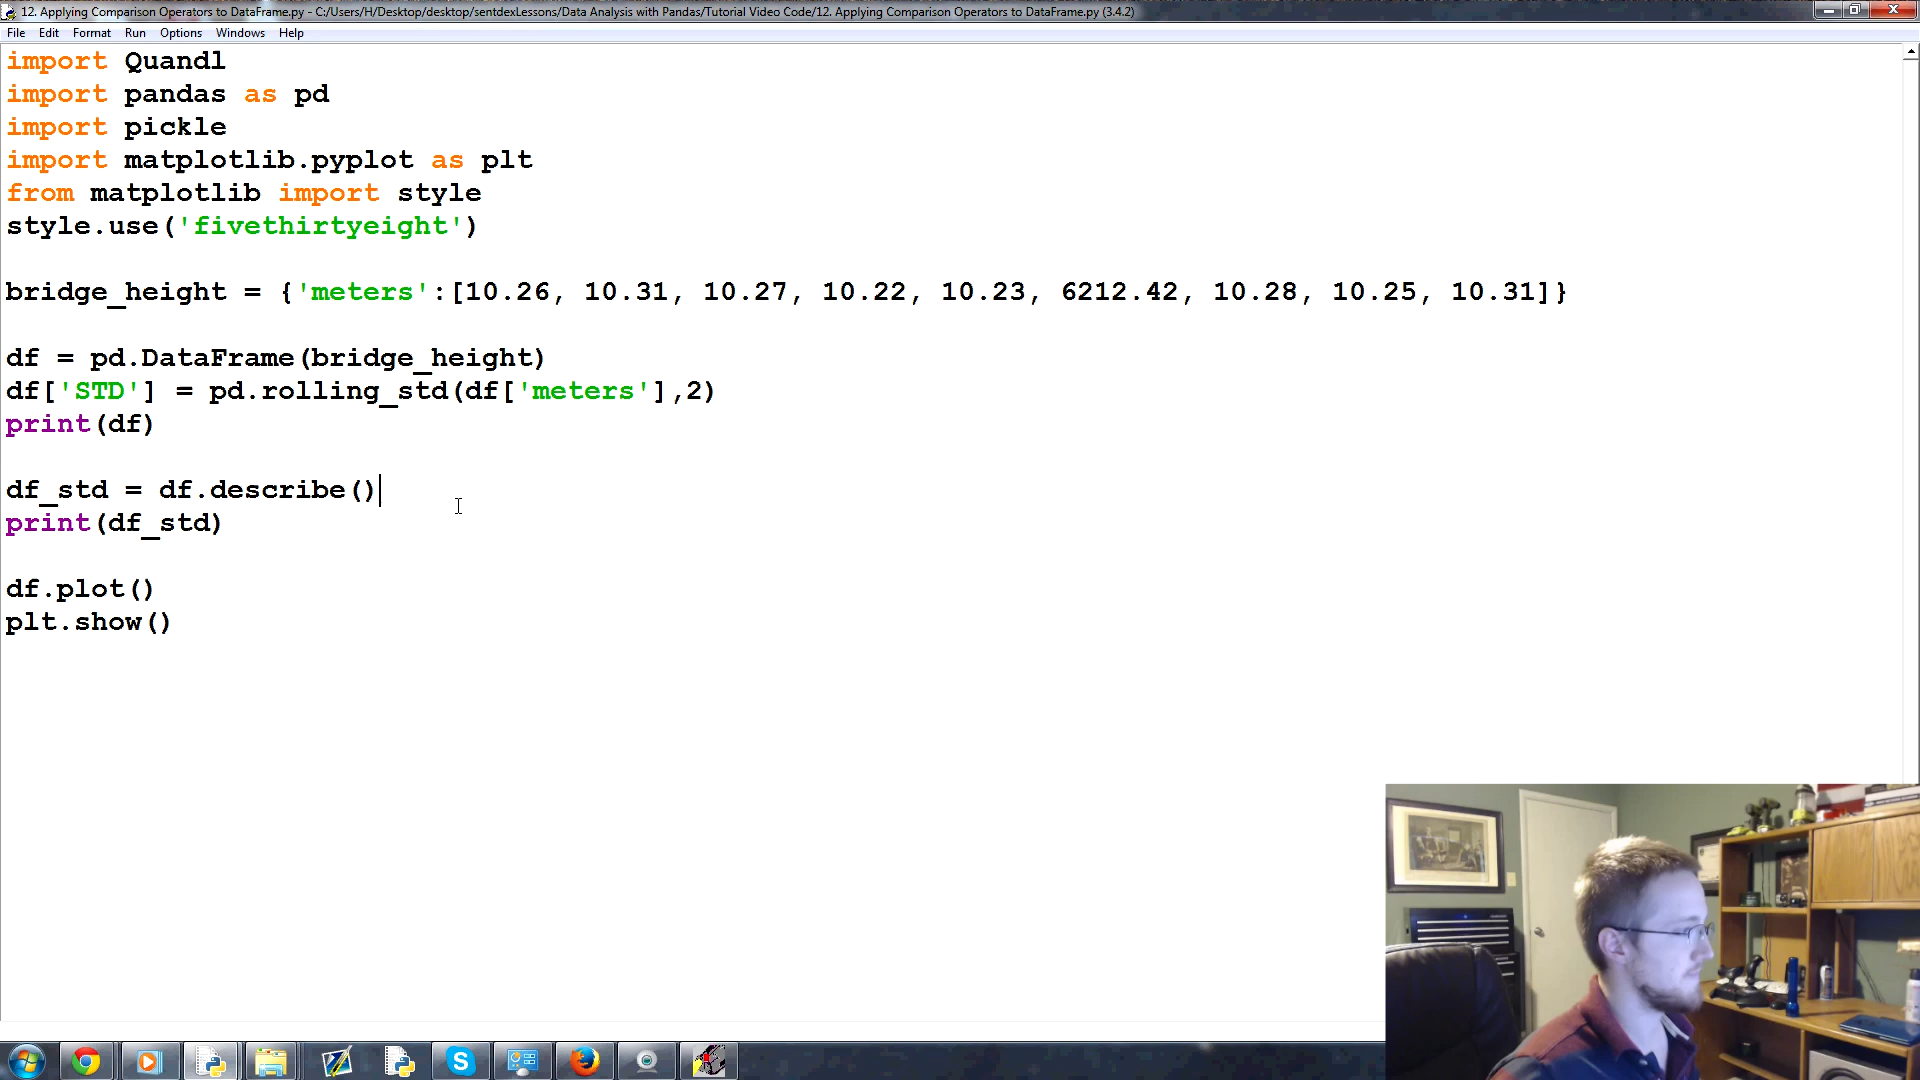 12. Applying Comparison Operators to DataFrame.py - C:/Users/H/Desktop/desktop/sentdexLessons/Data Analysis with Pandas/Tutorial Video Code/12. Applying Comparison Operators to DataFrame.py (3.4.2)
File Edit Format Run Options Windows Help
import Quandl
import pandas as pd
import pickle
import matplotlib.pyplot as plt
from matplotlib import style
style.use('fivethirtyeight')
bridge_height = {'meters':[10.26, 10.31, 10.27, 10.22, 10.23, 6212.42, 10.28, 10.25, 10.31]}
df = pd.DataFrame(bridge_height)
df['STD'] = pd.rolling_std(df['meters'],2)
print(df)
df_std = df.describe()
print(df_std)
df.plot()
plt.show()